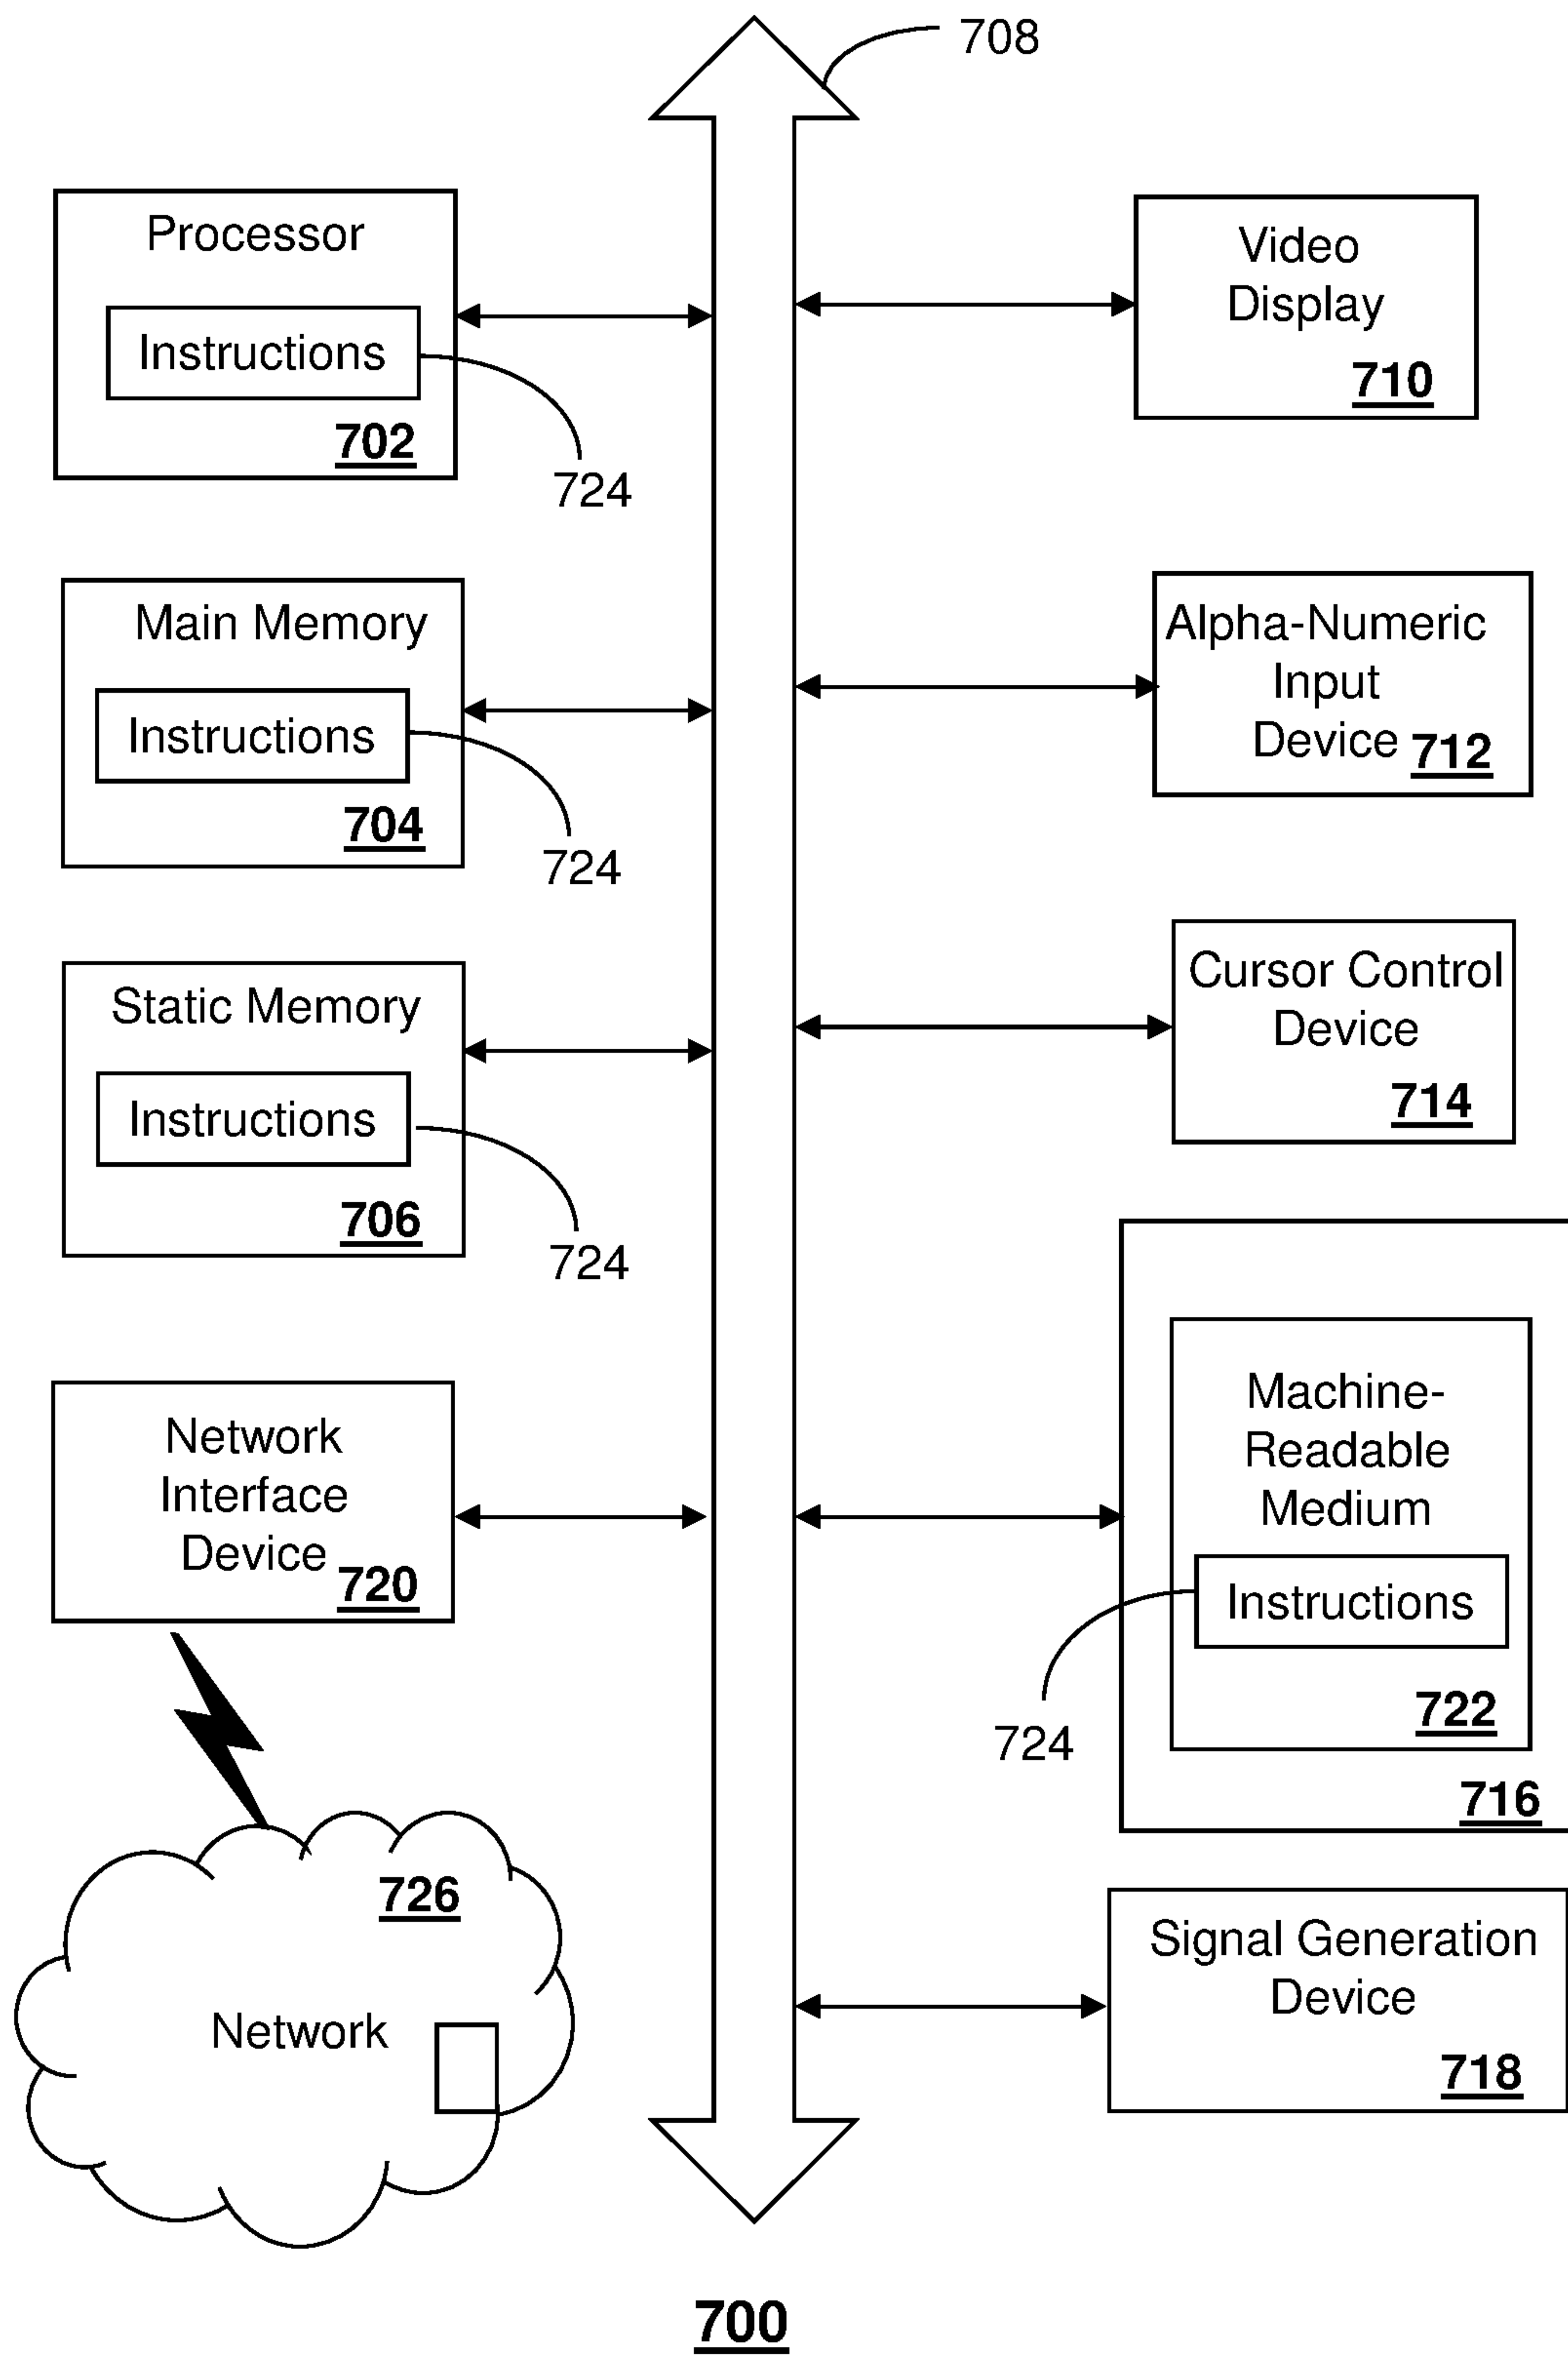 708
Processor
Instructions
702
724
Main Memory
Instructions
704
724
Static Memory
Instructions
706
724
Network
Interface
Device
720
726
Network
Video
Display
710
Alpha-Numeric
Input
Device 712
Cursor Control
Device
714
Machine-
Readable
Medium
Instructions
722
724
716
Signal Generation
Device
718
700